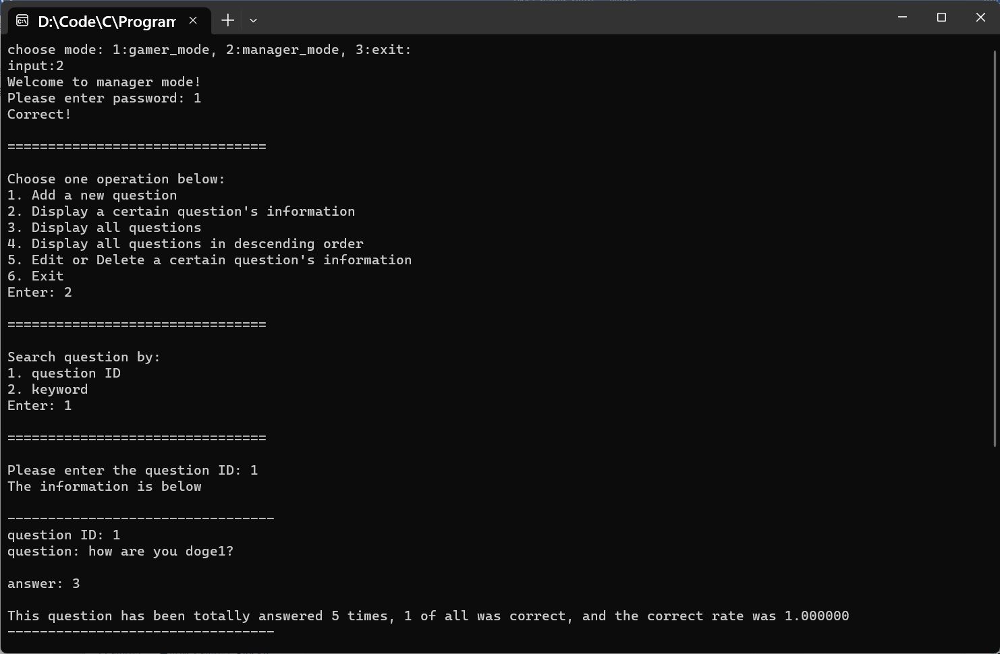 D:\Code\C\Program
choose mode: 1:gamer_mode, 2:manager_mode, 3:exit:
input:2
Welcome to manager mode!
Please enter password: 1
Correct!
================================
Choose one operation below:
1. Add a new question
2. Display a certain question's information
3. Display all questions
4. Display all questions in descending order
5. Edit or Delete a certain question's information
6. Exit
Enter: 2
================================
Search question by:
1. question ID
2. keyword
Enter: 1
================================
Please enter the question ID: 1
The information is below
---------------------------------
question ID: 1
question: how are you doge1?
answer: 3
This question has been totally answered 5 times, 1 of all was correct, and the correct rate was 1.000000
---------------------------------